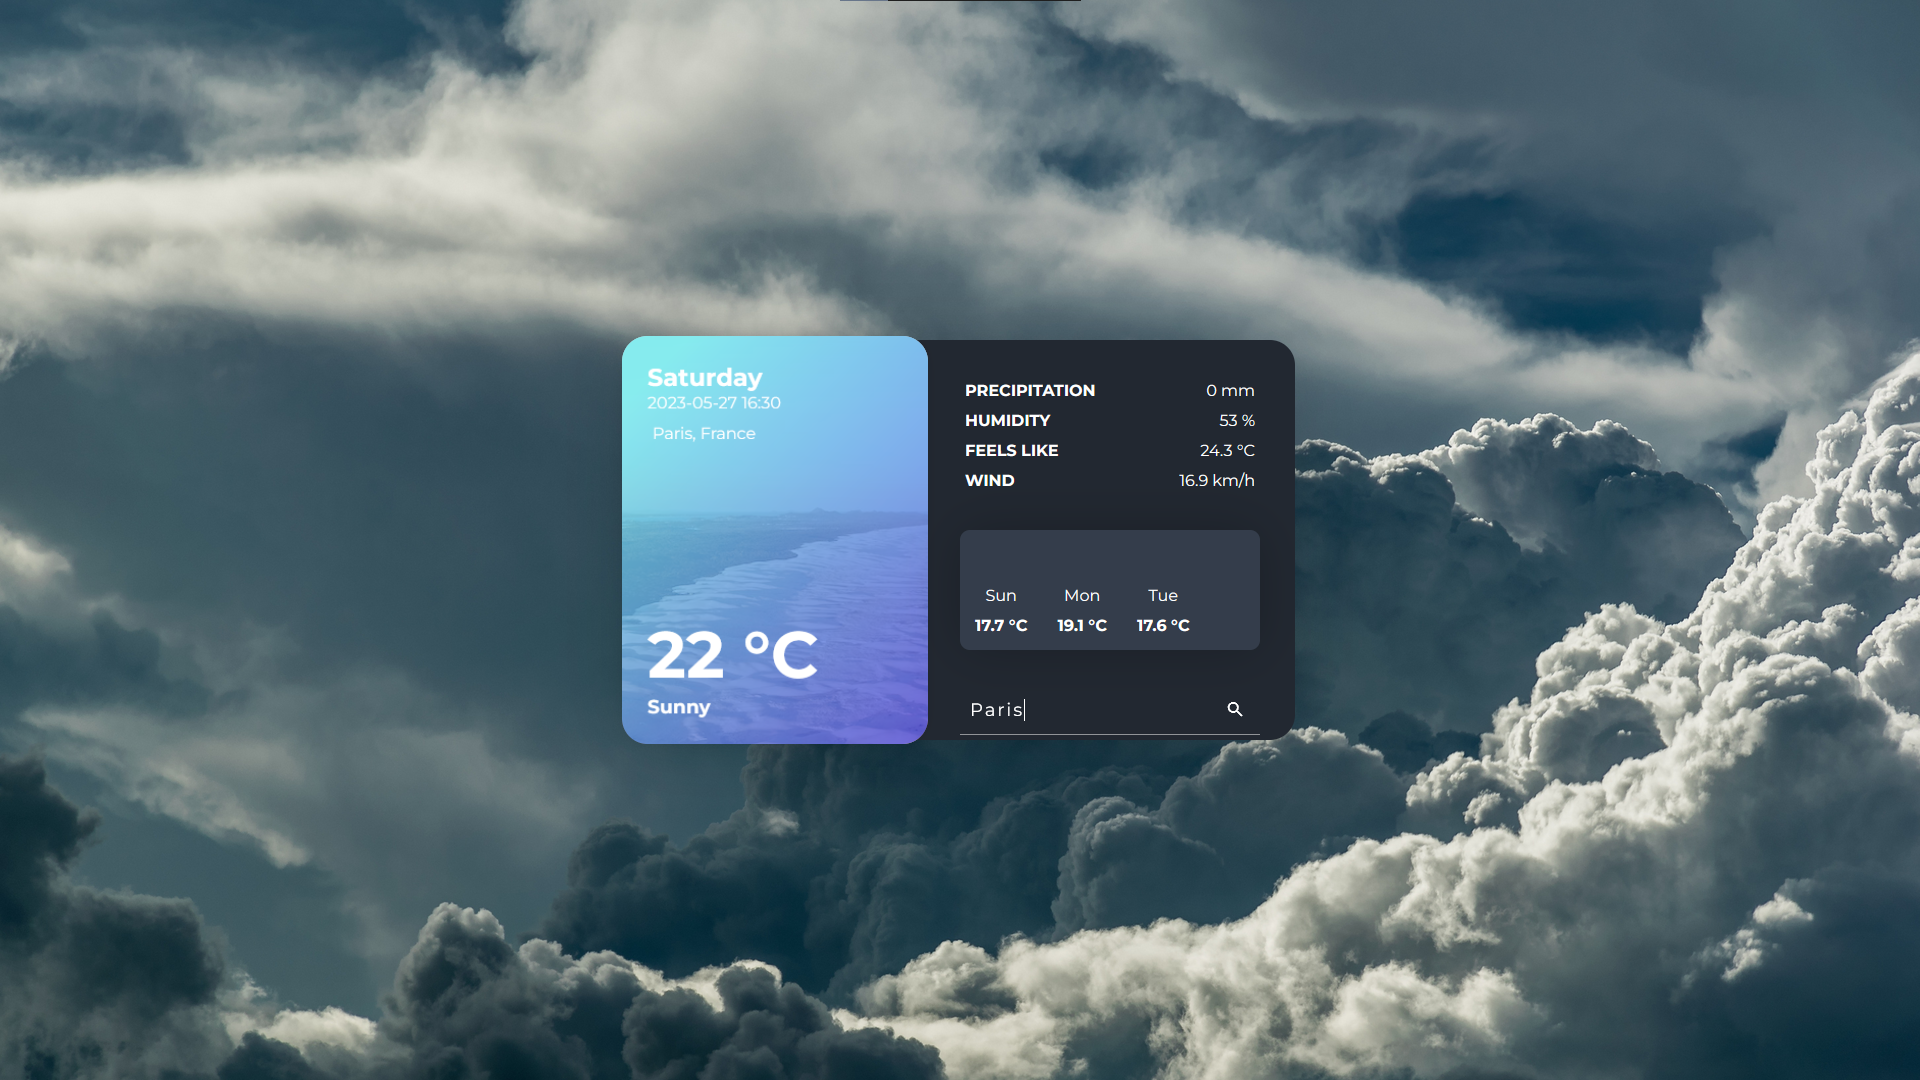 Saturday
2023-05-27 16:30
Paris, France
22 °C
Sunny
PRECIPITATION 0 mm
HUMIDITY 53 %
FEELS LIKE 24.3 °C
WIND 16.9 km/h
Sun Mon Tue
17.7 °C 19.1 °C 17.6 °C
Paris